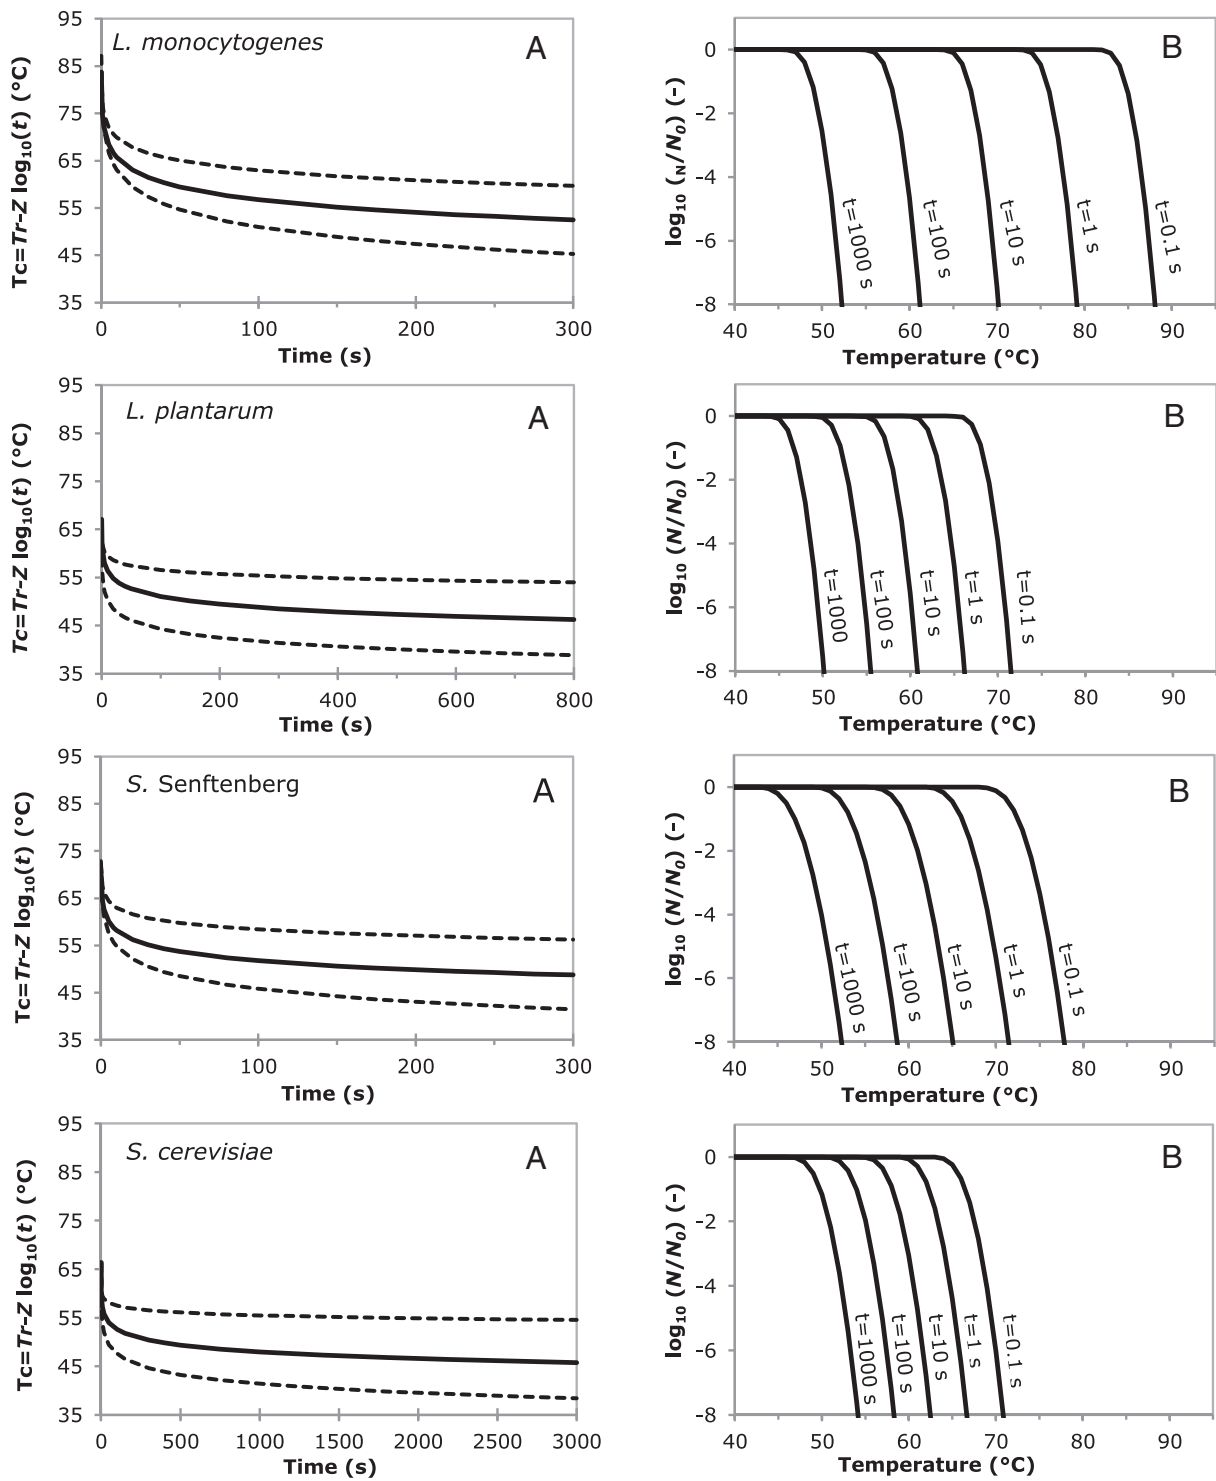 L. monocytogenes
A
Tc=Tr-Z log10(t) (°C)
95
85
75
65
55
45
35
0
100
200
300
Time (s)
B
log10 (N/N0) (-)
0
-2
-4
-6
-8
t=1000 s
t=100 s
t=10 s
t=1 s
t=0.1 s
40
50
60
70
80
90
Temperature (°C)
L. plantarum
A
Tc=Tr-Z log10(t) (°C)
95
85
75
65
55
45
35
0
200
400
600
800
Time (s)
B
log10 (N/N0) (-)
0
-2
-4
-6
-8
t=1000
t=100 s
t=10 s
t=1 s
t=0.1 s
40
50
60
70
80
90
Temperature (°C)
S. Senftenberg
A
Tc=Tr-Z log10(t) (°C)
95
85
75
65
55
45
35
0
100
200
300
Time (s)
B
log10 (N/N0) (-)
0
-2
-4
-6
-8
t=1000 s
t=100 s
t=10 s
t=1 s
t=0.1 s
40
50
60
70
80
90
Temperature (°C)
S. cerevisiae
A
Tc=Tr-Z log10(t) (°C)
95
85
75
65
55
45
35
0
500
1000
1500
2000
2500
3000
Time (s)
B
log10 (N/N0) (-)
0
-2
-4
-6
-8
t=1000 s
t=100 s
t=10 s
t=1 s
t=0.1 s
40
50
60
70
80
90
Temperature (°C)